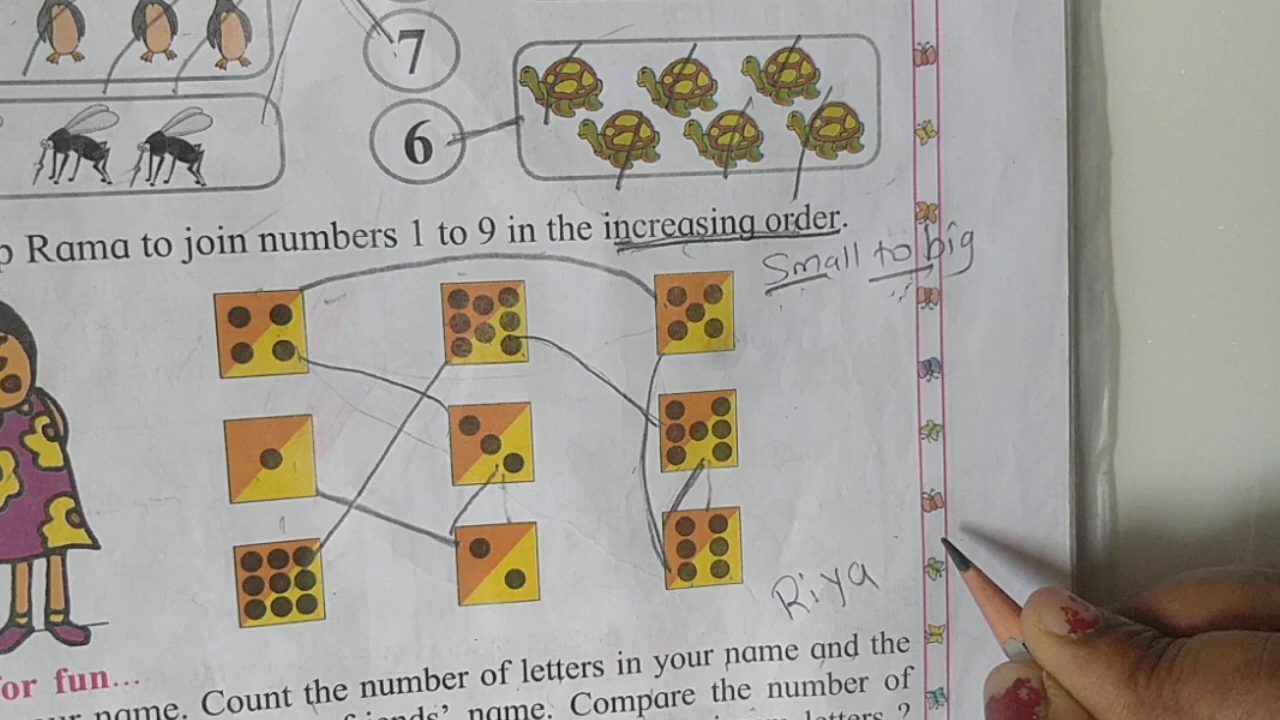 7
6
Rama to join numbers 1 to 9 in the increasing order.
Small to big
Riya
or fun...
Count the number of letters in your name and the
name. Compare the number of